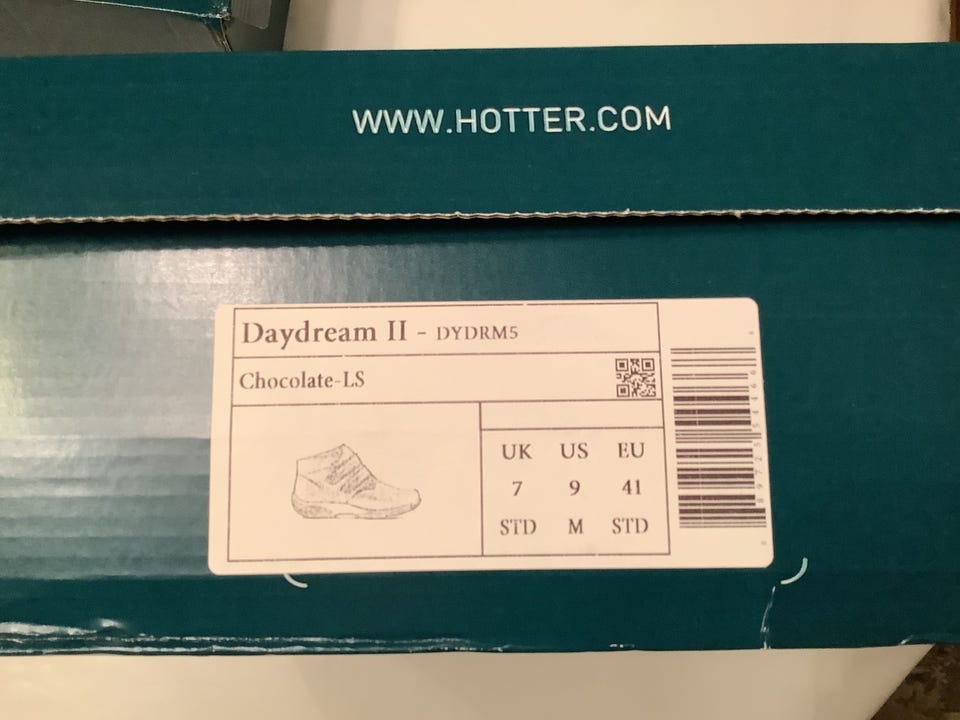 WWW.HOTTER.COM
Daydream II - DYDRM5
Chocolate-LS
UK US EU
7 9 41
STD M STD